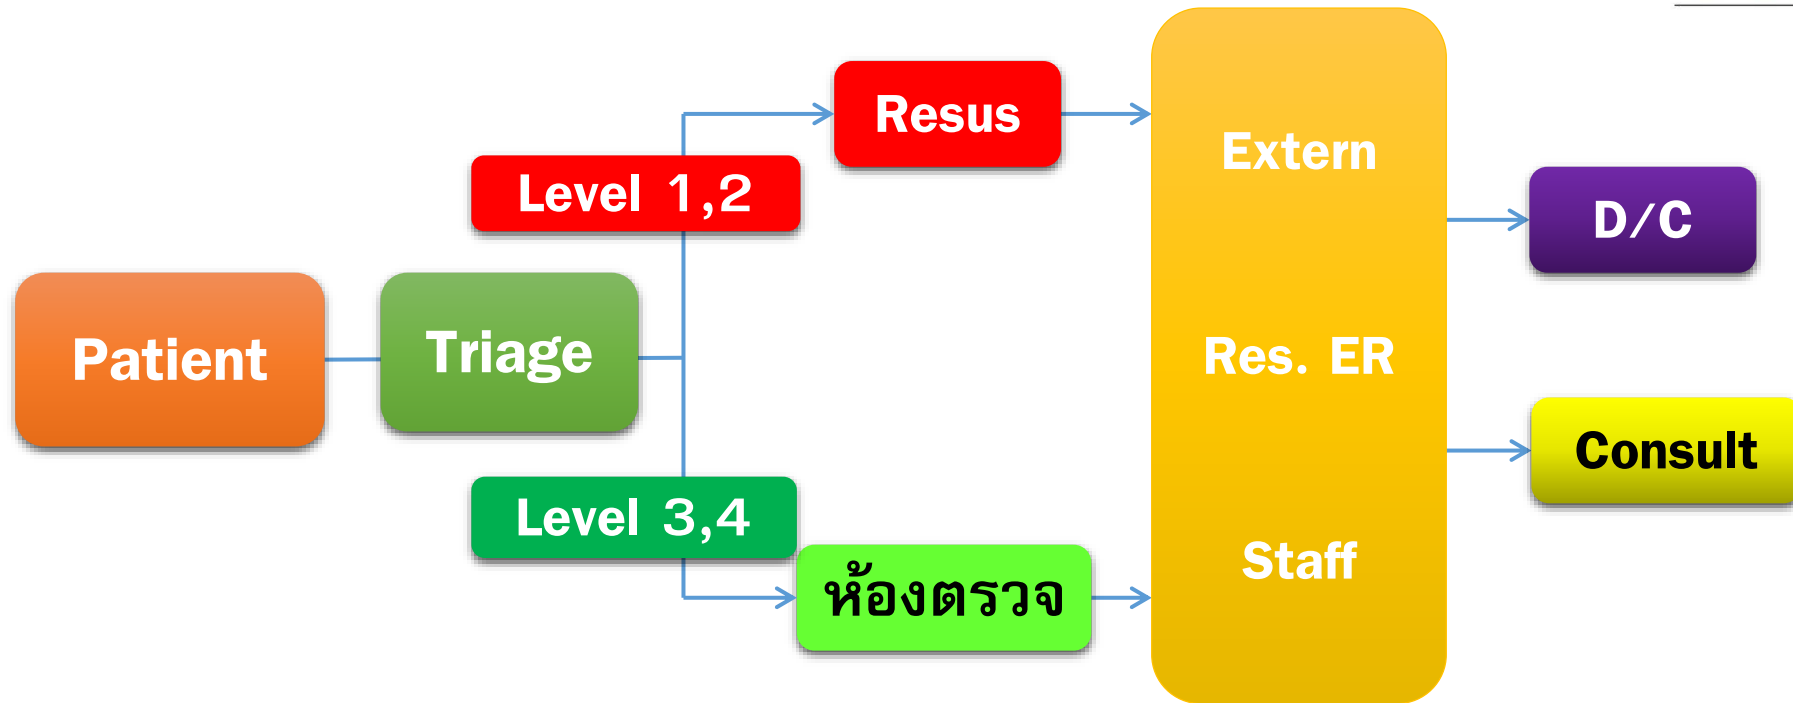 Patient
Triage
Level 1,2
Resus
Level 3,4
ห้องตรวจ
Extern
Res. ER
Staff
D/C
Consult